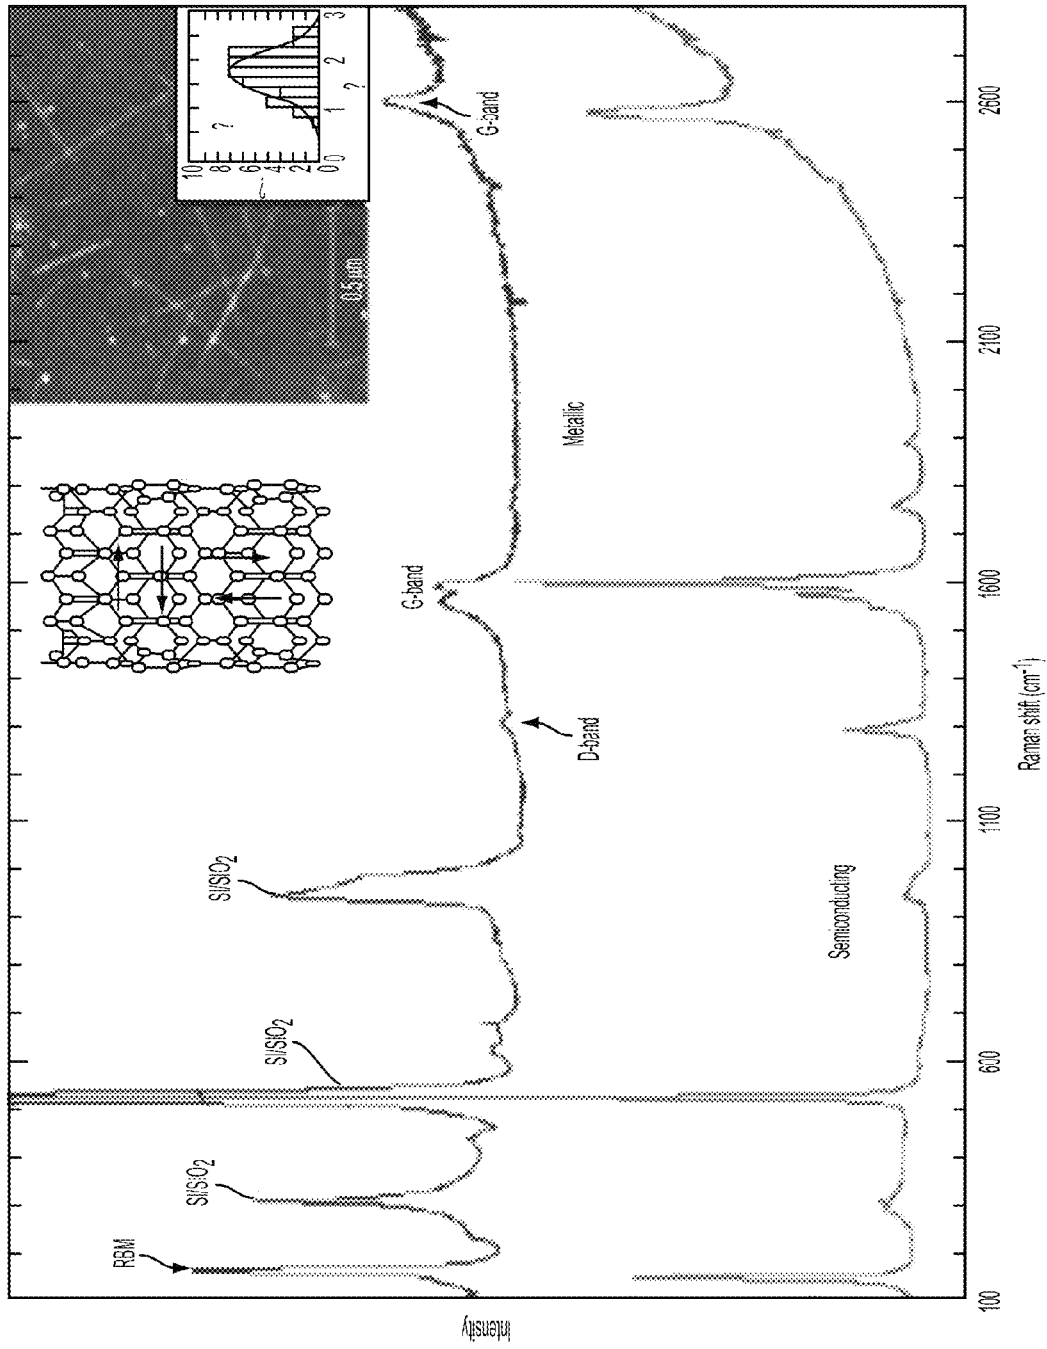 Intensity
RBM
SI/SIO2
SI/SIO2
SI/SIO2
D-band
G-band
G-band
Metallic
Semiconducting
0.5 µm
10
8
6
4
2
0
0
1
2
3
?
?
100
600
1100
1600
2100
2600
Raman shift (cm-1)